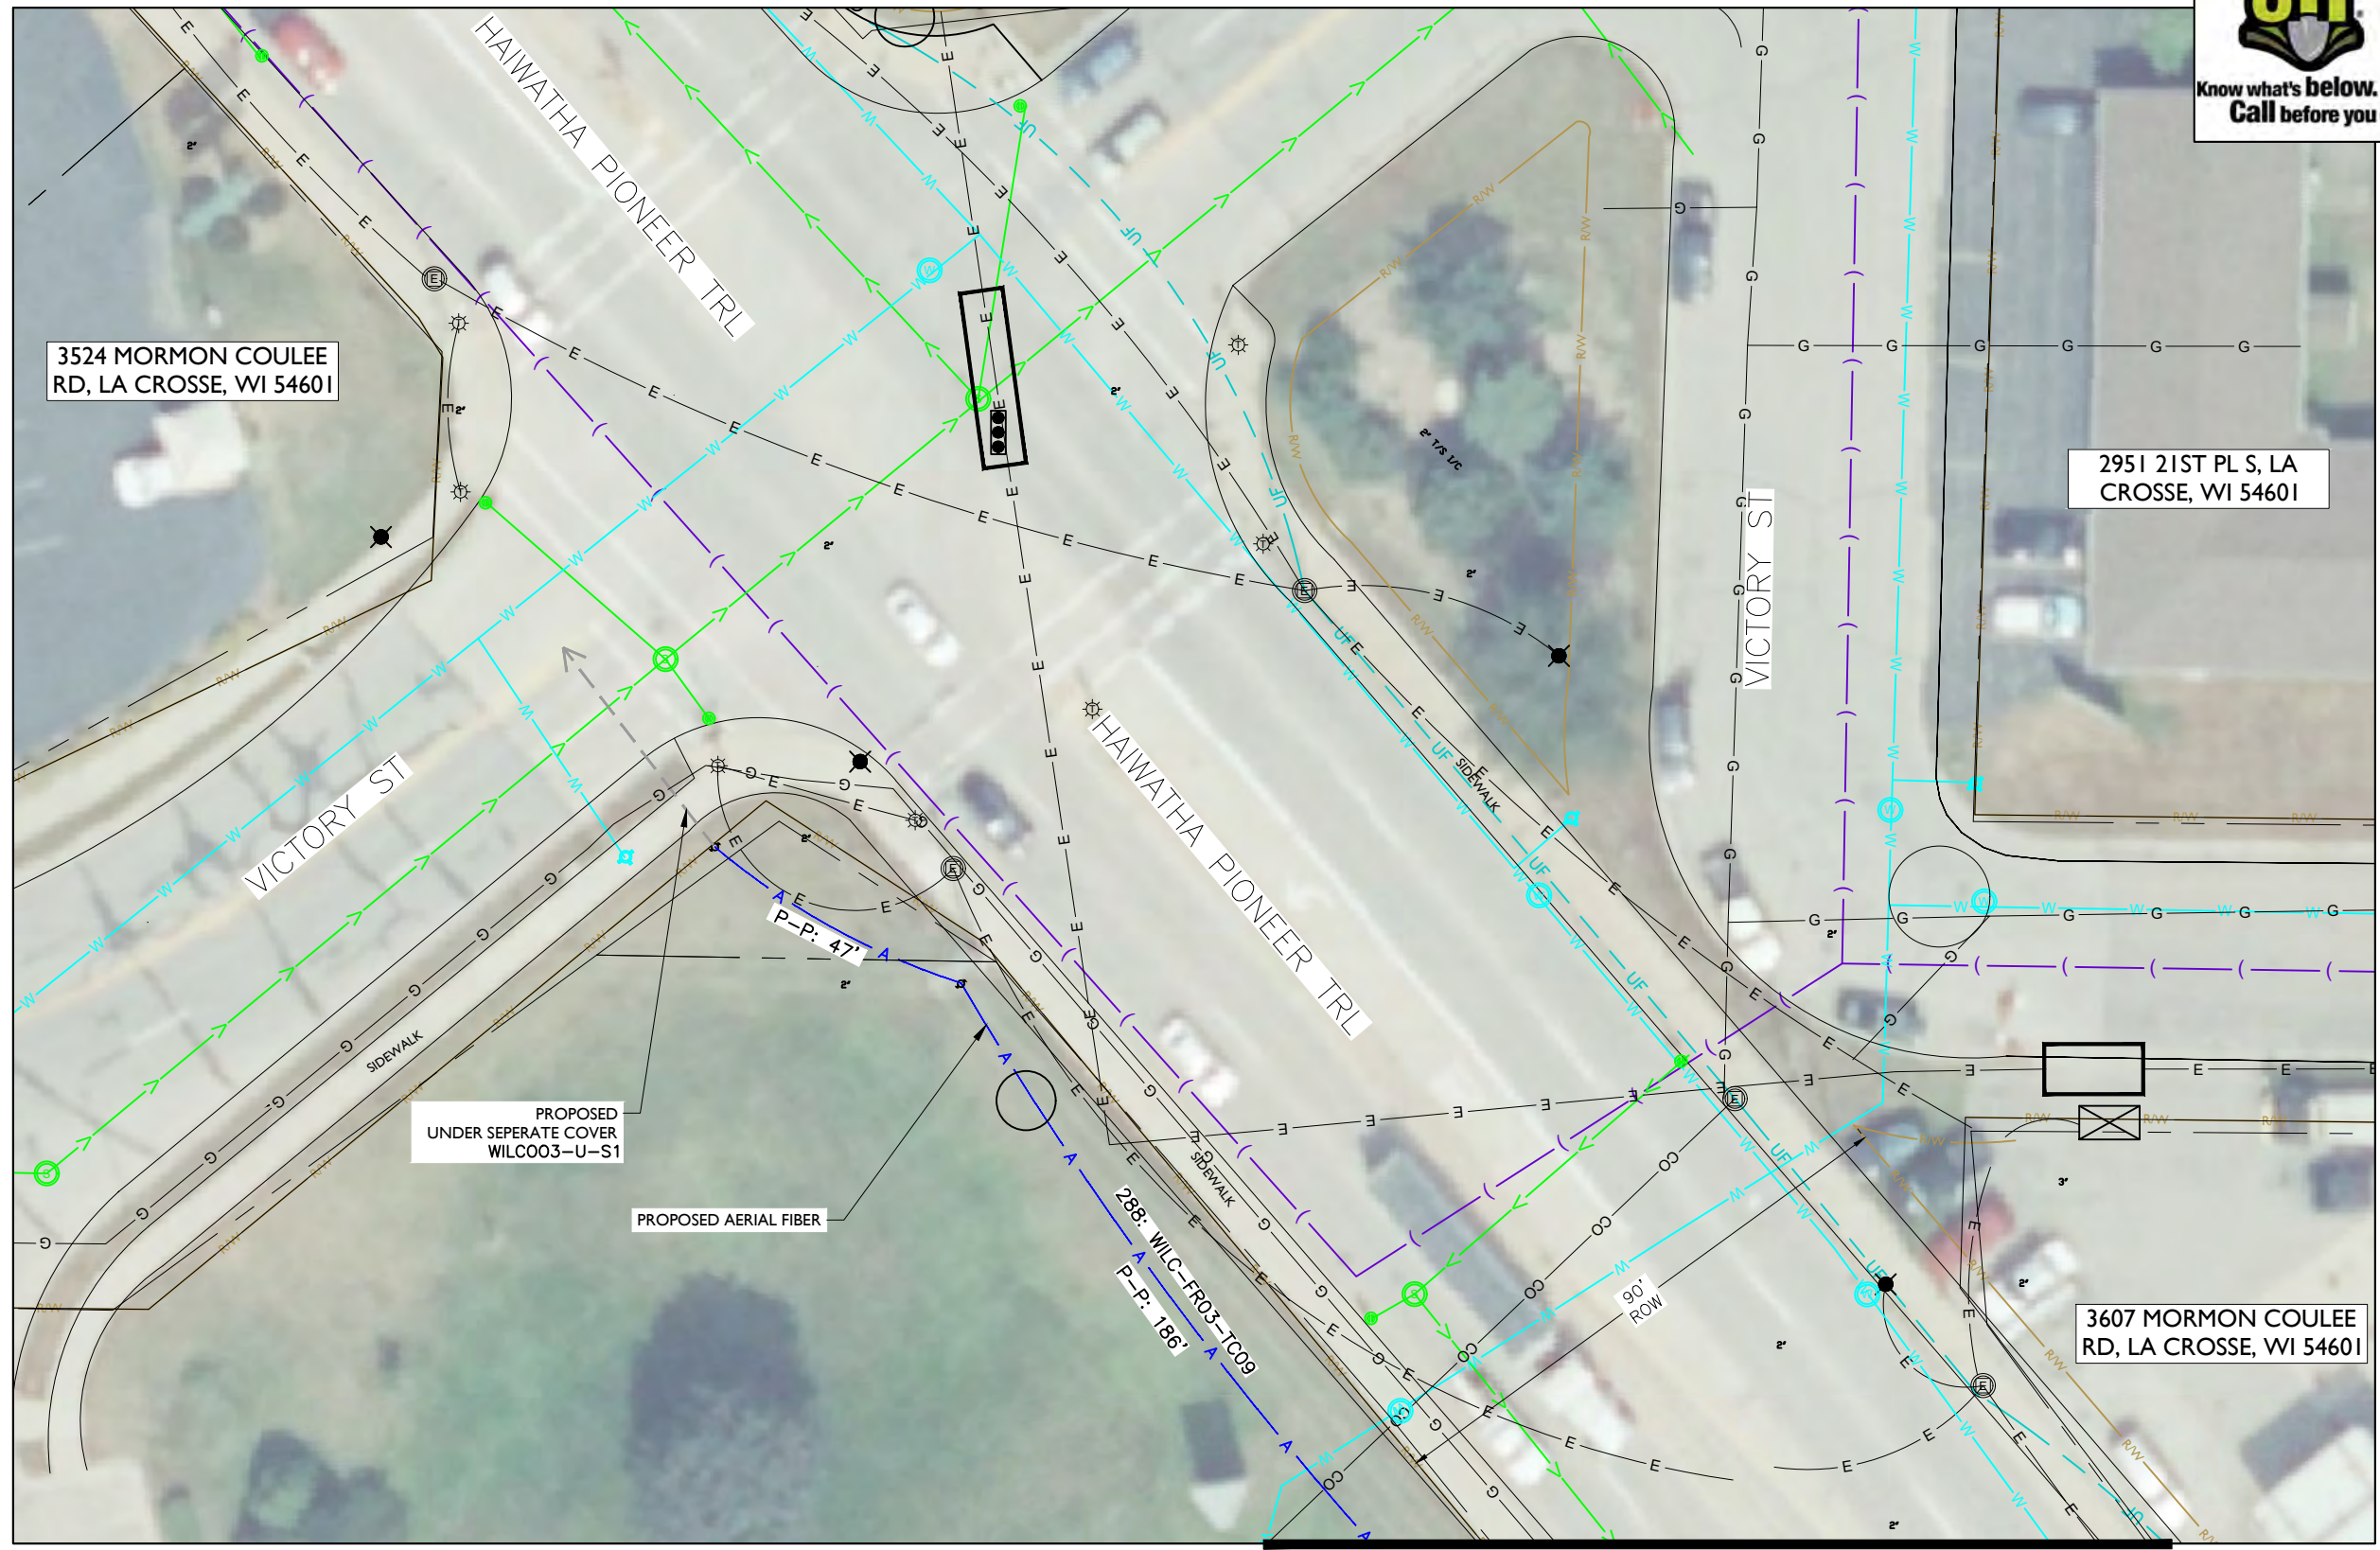 Know what's below.
Call before you
HAIWATHA PIONEER TRL
3524 MORMON COULEE
RD, LA CROSSE, WI 54601
2951 21ST PL S, LA
CROSSE, WI 54601
VICTORY ST
2' T/S I/C
VICTORY ST
HAIWATHA PIONEER TRL
SIDEWALK
P-P: 47'
SIDEWALK
PROPOSED
UNDER SEPERATE COVER
WILC003-U-S1
PROPOSED AERIAL FIBER
SIDEWALK
288: WILC-FR03-TC09
P-P: 186'
90'
ROW
3607 MORMON COULEE
RD, LA CROSSE, WI 54601